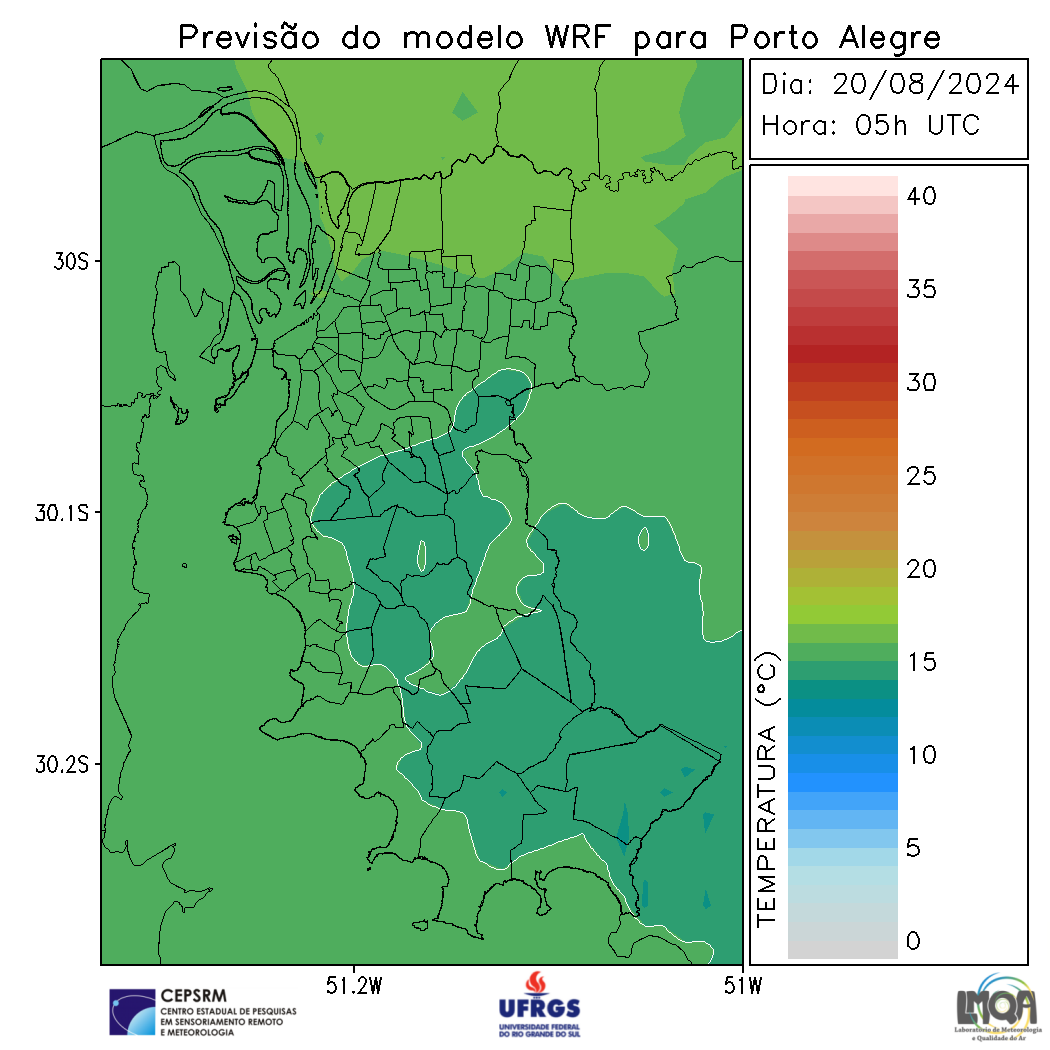 Previsão do modelo WRF para Porto Alegre
Dia: 20/08/2024
Hora: 05h UTC
30S
30.1S
30.2S
51.2W
51W
40
35
30
25
20
15
10
5
0
TEMPERATURA (°C)
CEPSRM
CENTRO ESTADUAL DE PESQUISAS
EM SENSORIAMENTO REMOTO
E METEOROLOGIA
UFRGS
UNIVERSIDADE FEDERAL
DO RIO GRANDE DO SUL
LMQA
Laboratório de Meteorologia
e Qualidade do Ar